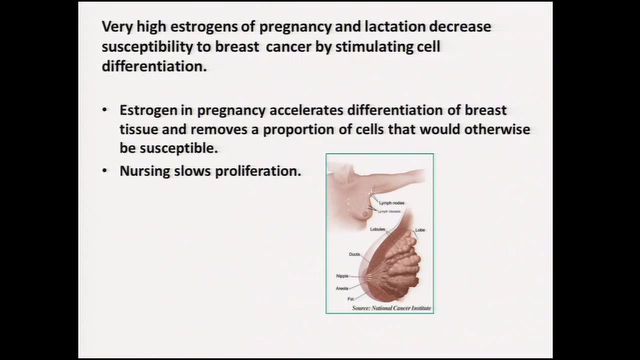 Very high estrogens of pregnancy and lactation decrease
susceptibility to breast cancer by stimulating cell
differentiation.
• Estrogen in pregnancy accelerates differentiation of breast
tissue and removes a proportion of cells that would otherwise
be susceptible.
• Nursing slows proliferation.
Lymph nodes
Lymph Vessels
Lobules
Lobe
Ducts
Nipple
Areola
Fat
Source: National Cancer Institute